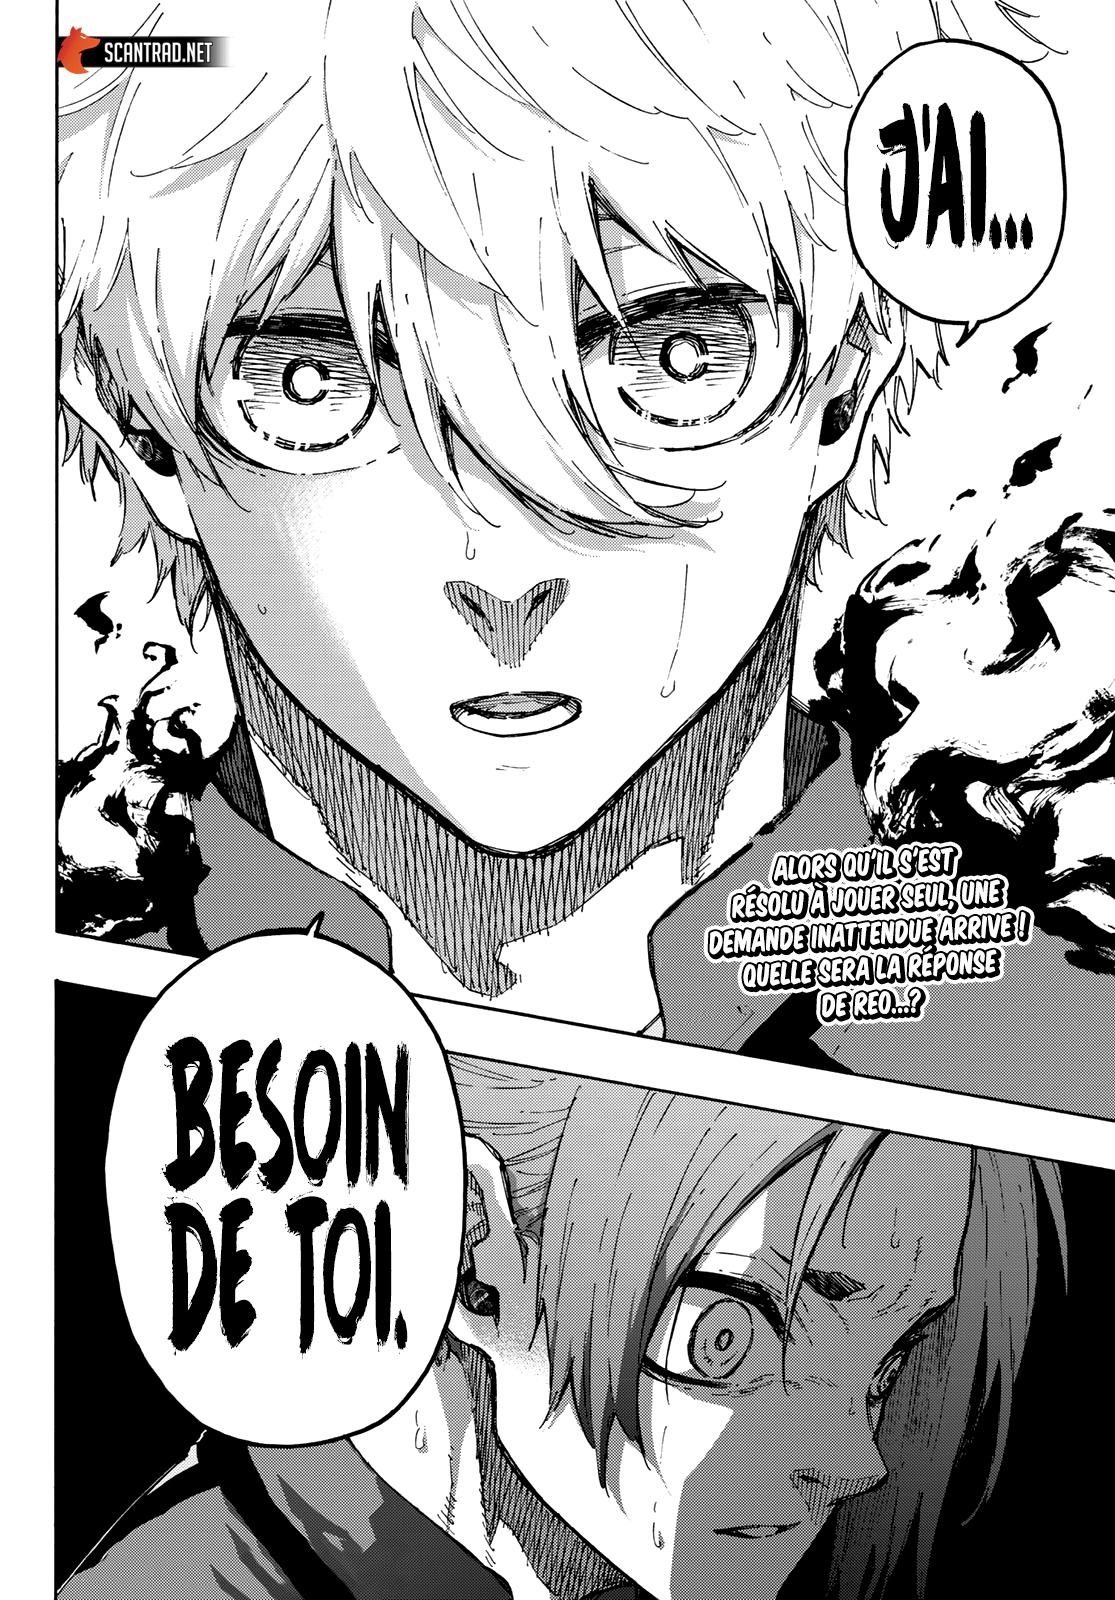 SCANTRAD.NET
J'AI...
ALORS QU'IL S'EST
RÉSOLU À JOUER SEUL, UNE
DEMANDE INATTENDUE ARRIVE !
QUELLE SERA LA RÉPONSE
DE REO...?
BESOIN
DE TOI.